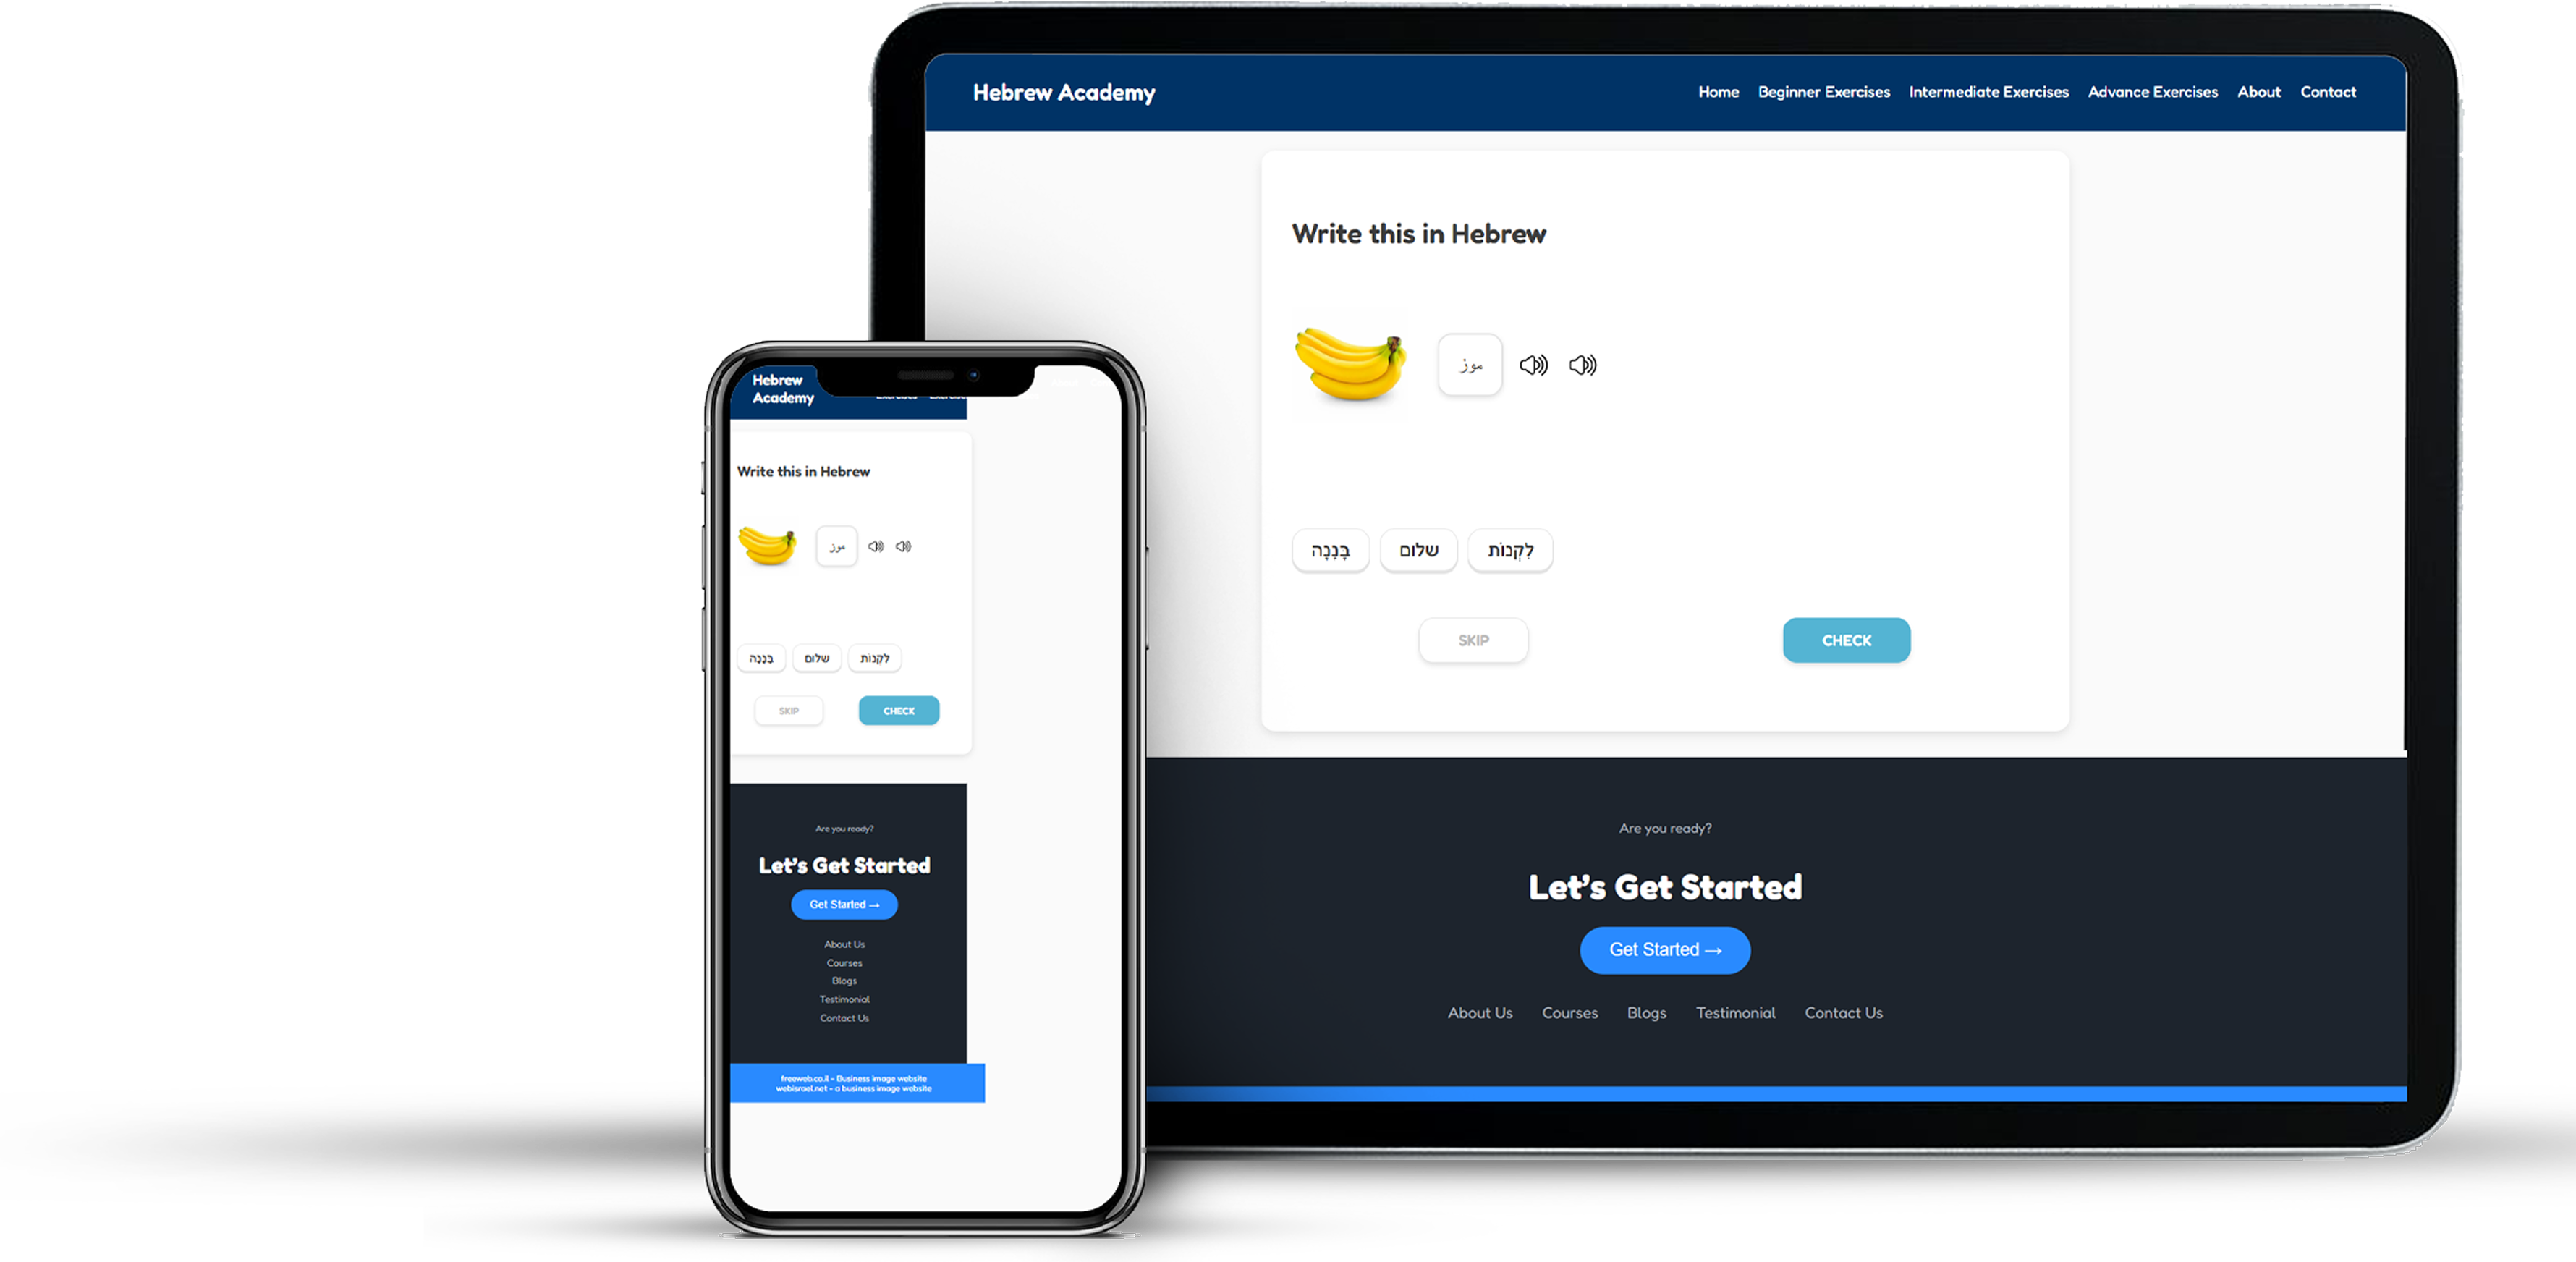 Hebrew Academy
Home Beginner Exercises Intermediate Exercises Advance Exercises About Contact
Write this in Hebrew
موز
בָּנָנָה שלום לִקְנוֹת
SKIP CHECK
Are you ready?
Let's Get Started
Get Started →
About Us Courses Blogs Testimonial Contact Us
Hebrew
Academy
Exercises
Write this in Hebrew
موز
בָּנָנָה שלום לִקְנוֹת
SKIP CHECK
Are you ready?
Let's Get Started
Get Started →
About Us
Courses
Blogs
Testimonial
Contact Us
freeweb.co.il - Business image website
webisrael.net - a business image website